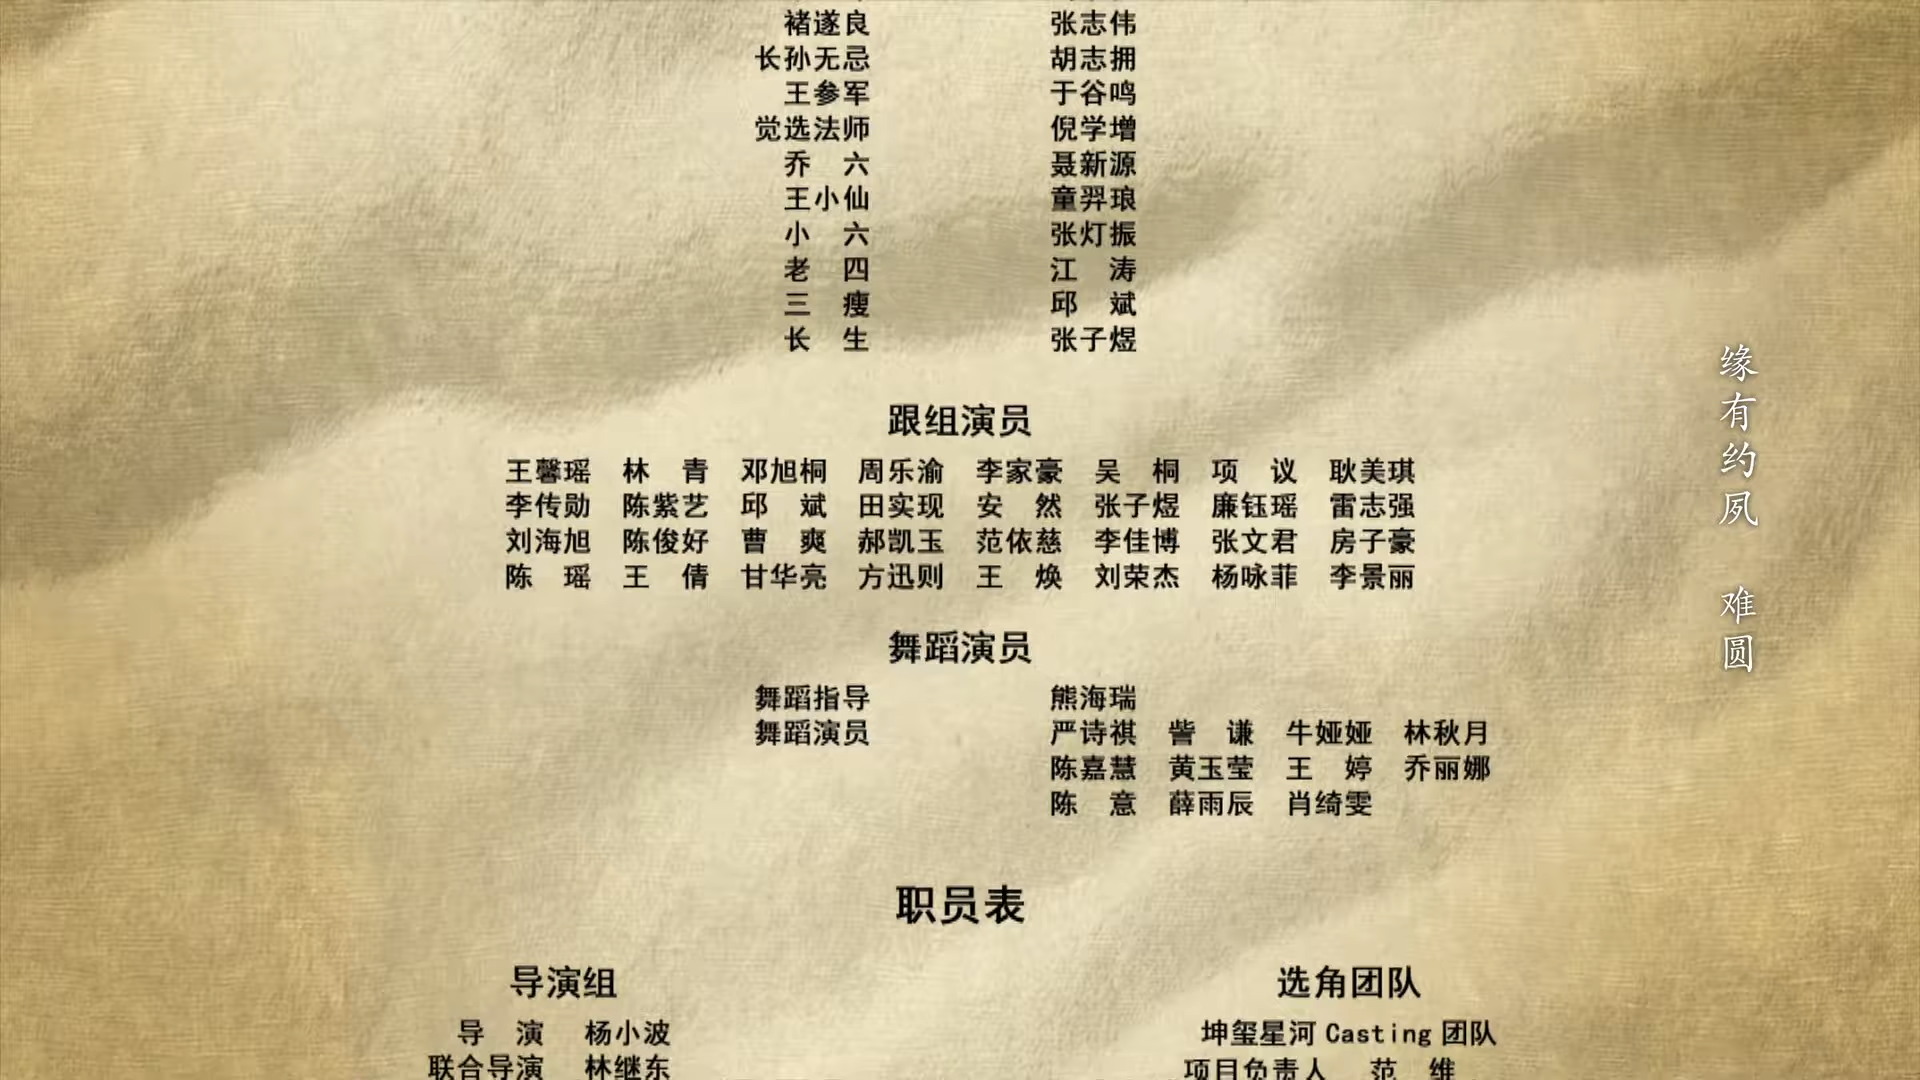 褚遂良 张志伟
长孙无忌 胡志拥
王参军 于谷鸣
觉选法师 倪学增
乔 六 聂新源
王小仙 童羿琅
小 六 张灯振
老 四 江 涛
三 瘦 邱 斌
长 生 张子煜
跟组演员
王馨瑶 林 青 邓旭桐 周乐渝 李家豪 吴 桐 项 议 耿美琪
李传勋 陈紫艺 邱 斌 田实现 安 然 张子煜 廉钰瑶 雷志强
刘海旭 陈俊好 曹 爽 郝凯玉 范依慈 李佳博 张文君 房子豪
陈 瑶 王 倩 甘华亮 方迅则 王 焕 刘荣杰 杨咏菲 李景丽
舞蹈演员
舞蹈指导 熊海瑞
舞蹈演员 严诗祺 訾 谦 牛娅娅 林秋月
陈嘉慧 黄玉莹 王 婷 乔丽娜
陈 意 薛雨辰 肖绮雯
职员表
导演组
导 演 杨小波
联合导演 林继东
选角团队
坤玺星河 Casting 团队
项目负责人 范 维
缘有约夙 难圆